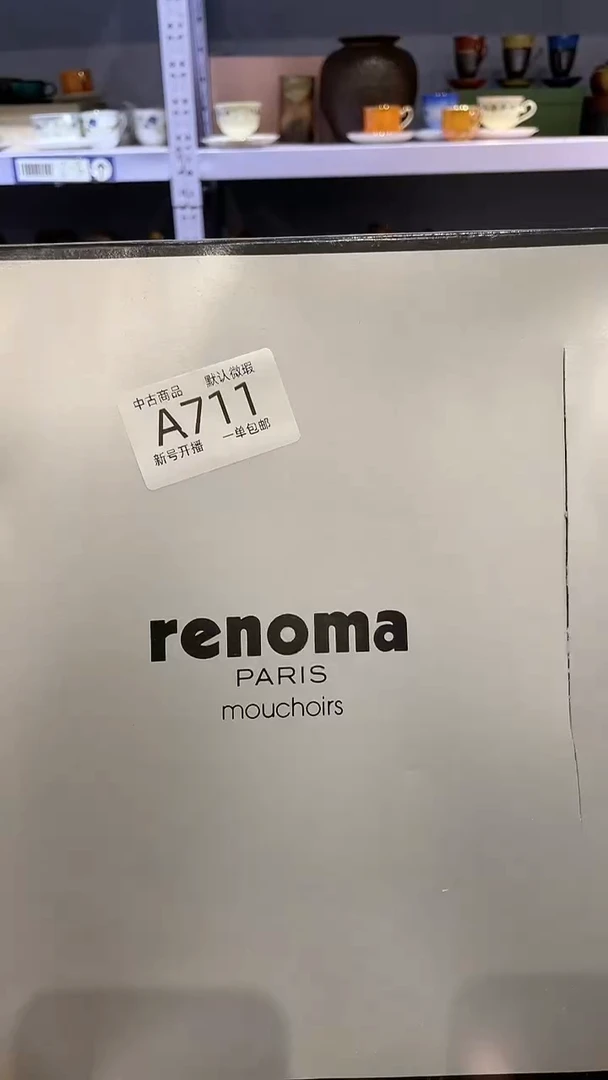 中古商品 默认微瑕
A711
新号开播 一单包邮
renoma
PARIS
mouchoirs